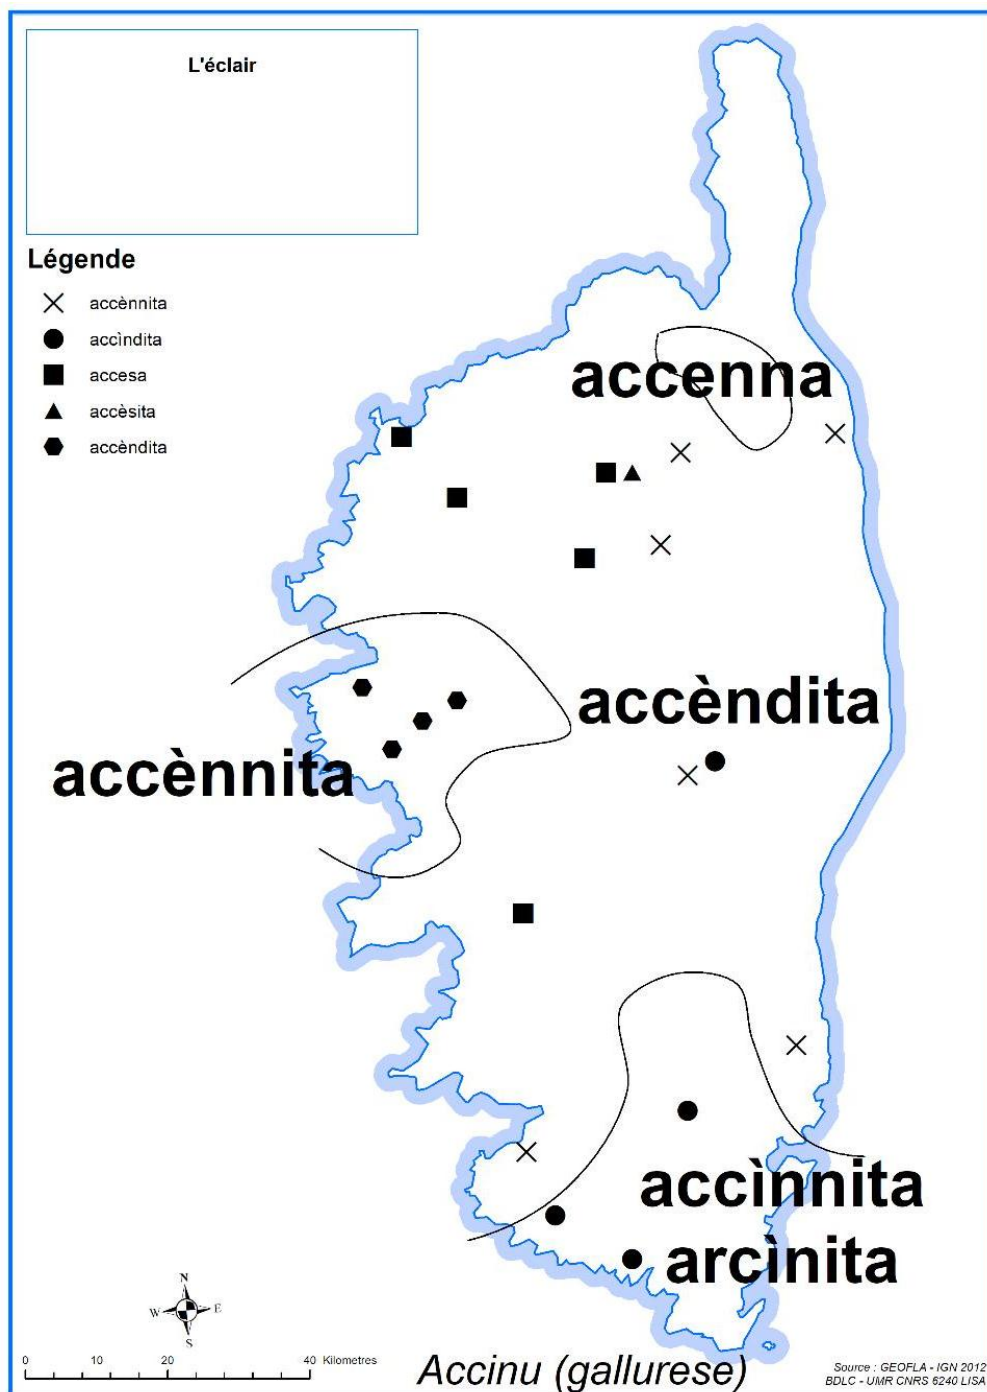 L'éclair
Légende
accènnita
accìndita
accesa
accèsita
accèndita
accenna
accèndita
accènnita
accìnnita
arcìnita
N
W E
S
0 10 20 40 Kilometres
Accinu (gallurese)
Source : GEOFLA - IGN 2012
BDLC - UMR CNRS 6240 LISA